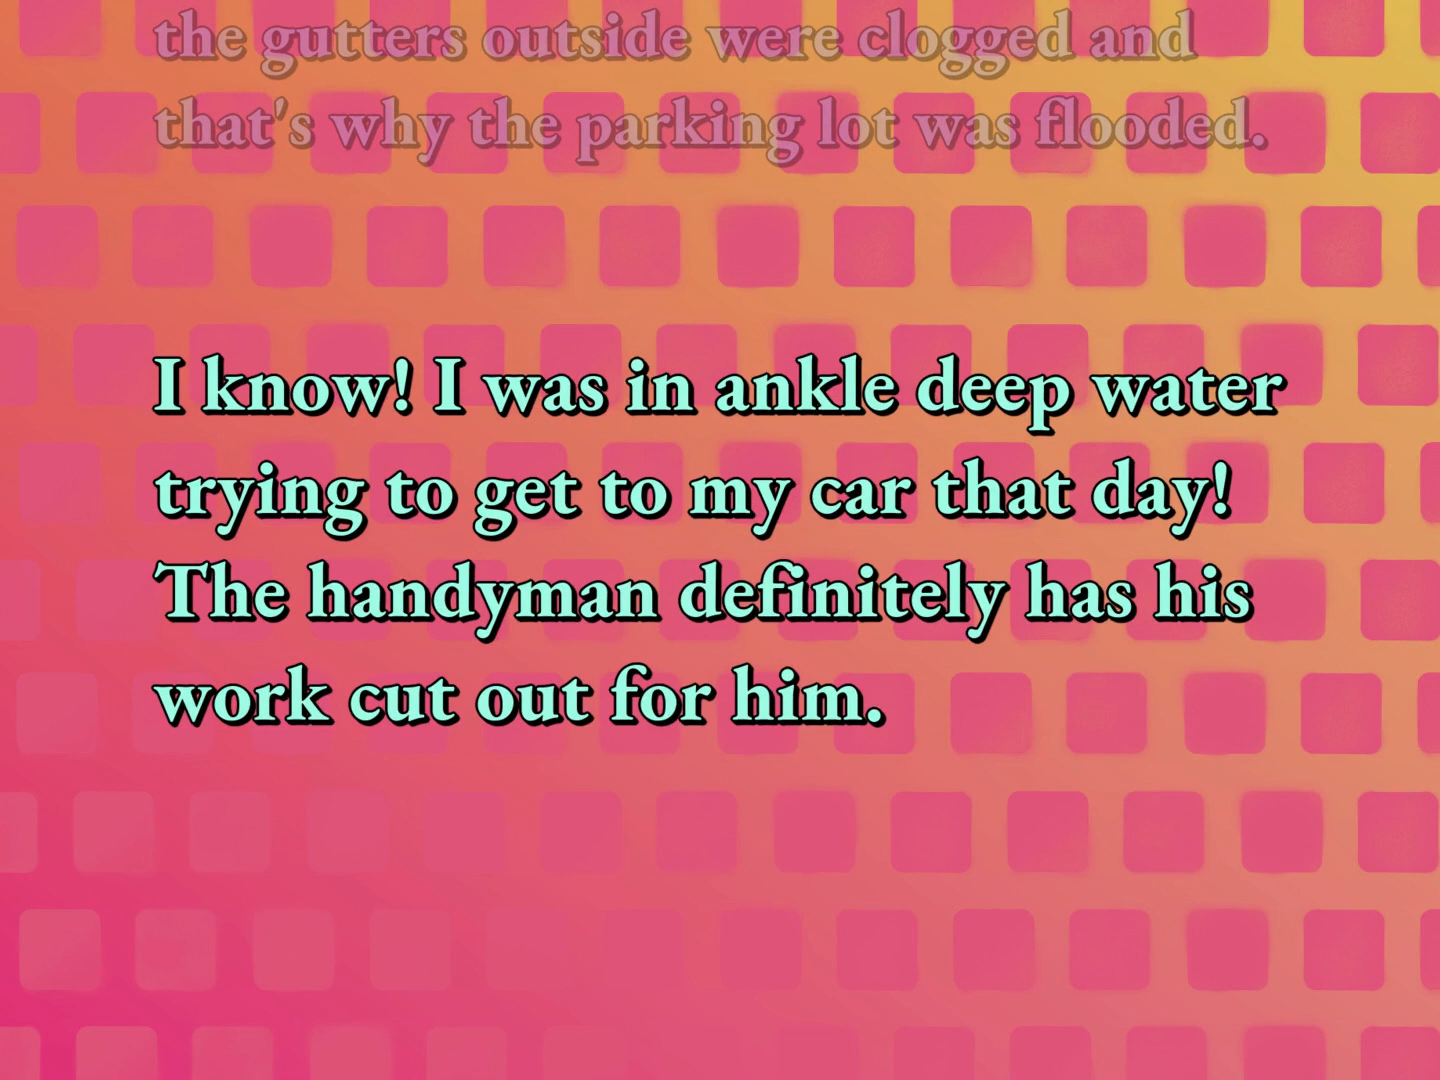 the gutters outside were clogged and
that's why the parking lot was flooded.
I know! I was in ankle deep water
trying to get to my car that day!
The handyman definitely has his
work cut out for him.